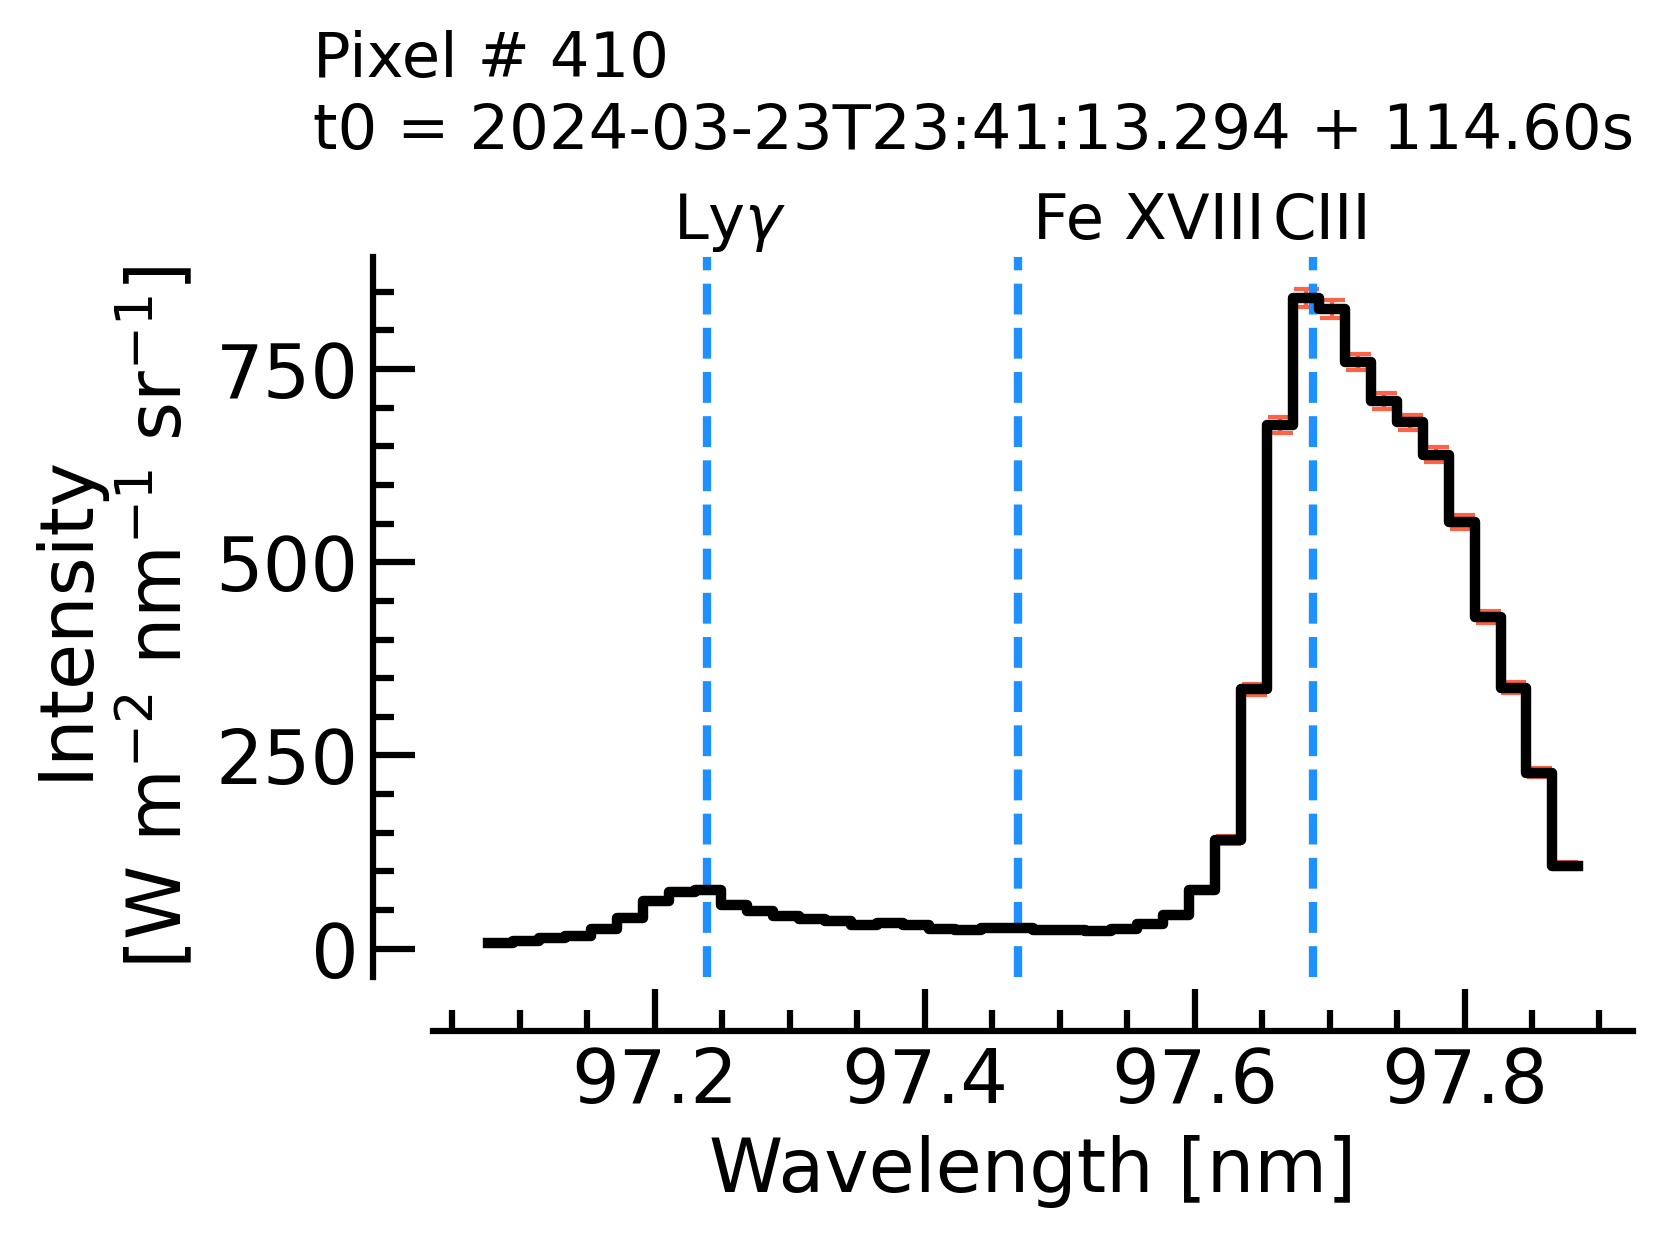 Pixel # 410
t0 = 2024-03-23T23:41:13.294 + 114.60s
Lyγ Fe XVIII CIII
Intensity
[W m⁻² nm⁻¹ sr⁻¹]
750
500
250
0
97.2 97.4 97.6 97.8
Wavelength [nm]